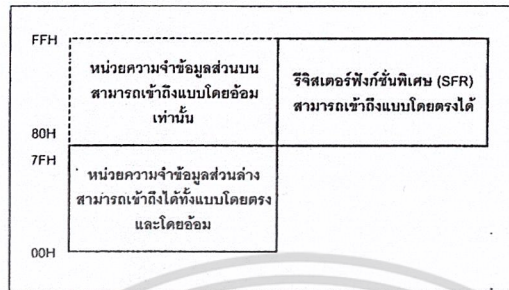 FFH
หน่วยความจำข้อมูลส่วนบน
สามารถเข้าถึงแบบโดยอ้อม
เท่านั้น
รีจิสเตอร์ฟังก์ชั่นพิเศษ (SFR)
สามารถเข้าถึงแบบโดยตรงได้
80H
7FH
หน่วยความจำข้อมูลส่วนล่าง
สามารถเข้าถึงได้ทั้งแบบโดยตรง
และโดยอ้อม
00H